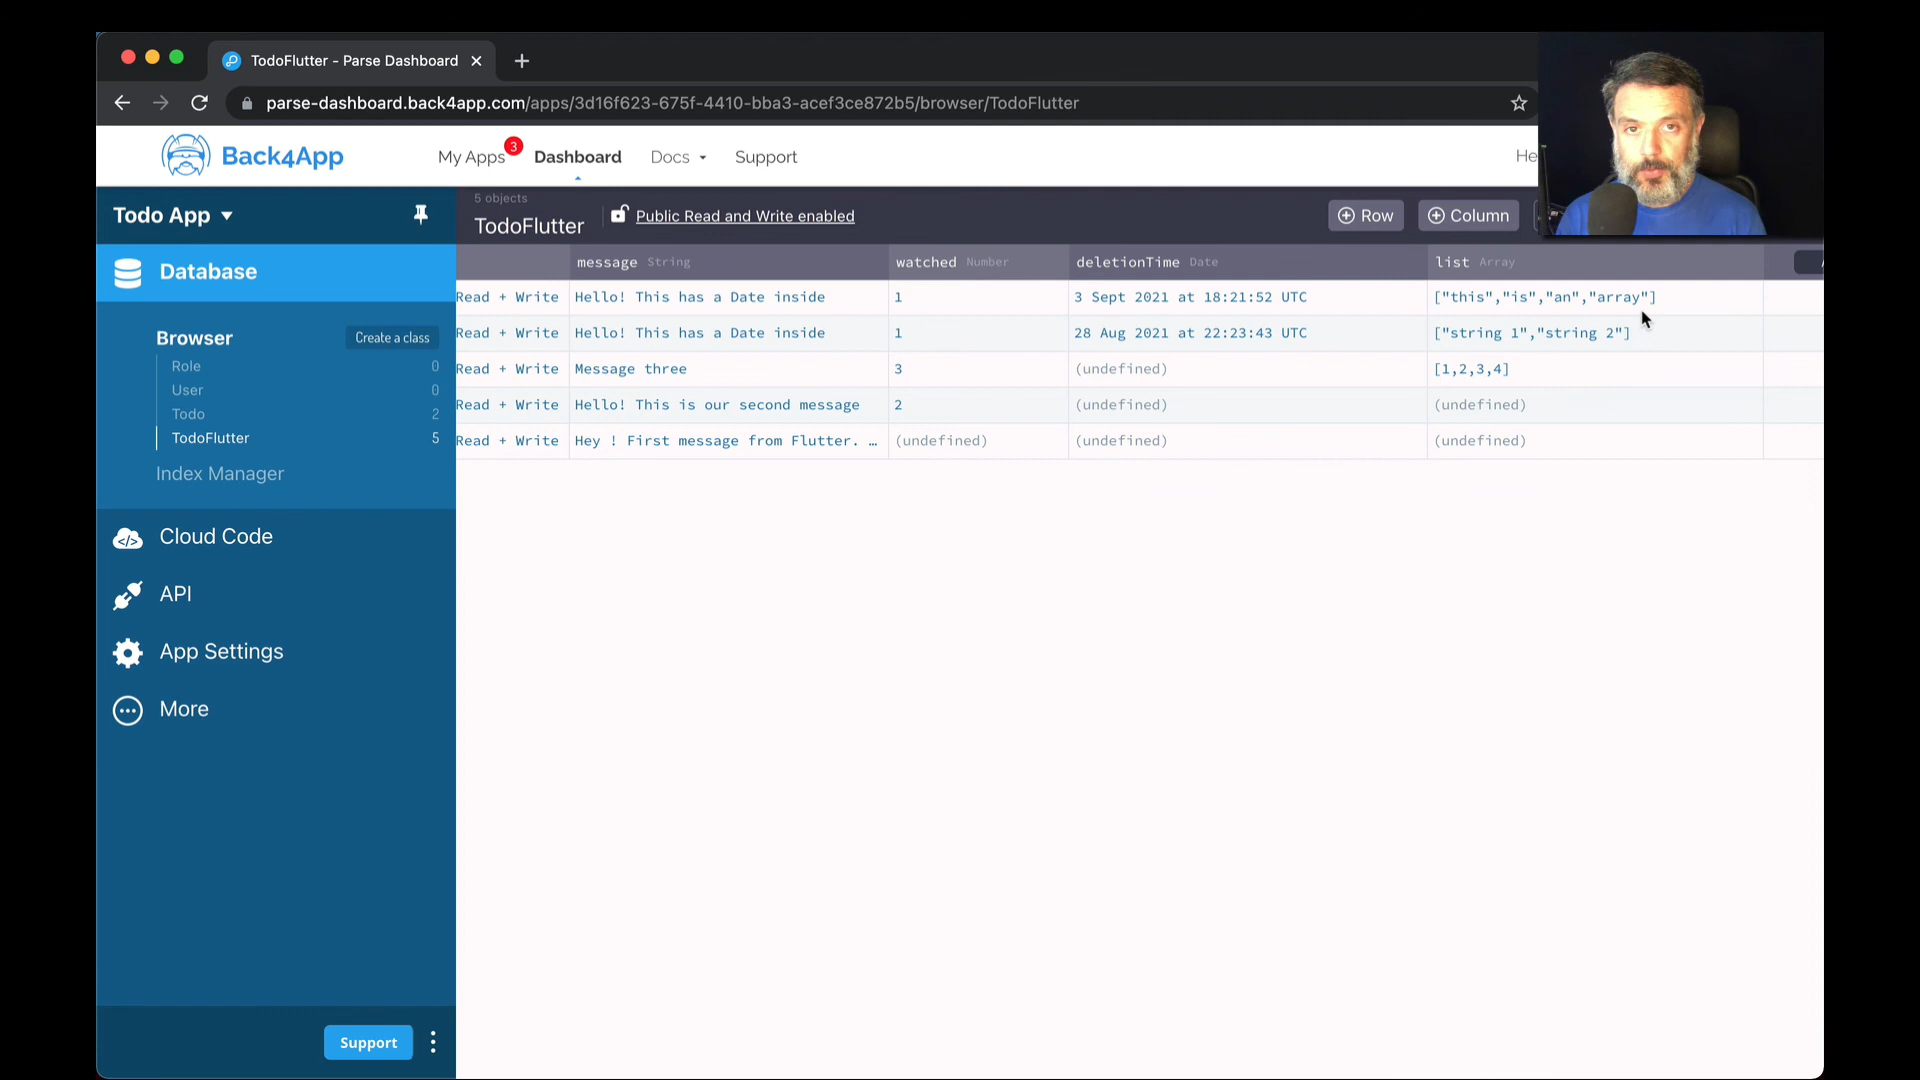 TodoFlutter - Parse Dashboard
parse-dashboard.back4app.com/apps/3d16f623-675f-4410-bba3-acef3ce872b5/browser/TodoFlutter
Back4App
My Apps 3 Dashboard Docs Support He
Todo App
5 objects
TodoFlutter Public Read and Write enabled Row Column
Database
message String watched Number deletionTime Date list Array
Read + Write Hello! This has a Date inside 1 3 Sept 2021 at 18:21:52 UTC ["this","is","an","array"]
Read + Write Hello! This has a Date inside 1 28 Aug 2021 at 22:23:43 UTC ["string 1","string 2"]
Read + Write Message three 3 (undefined) [1,2,3,4]
Read + Write Hello! This is our second message 2 (undefined) (undefined)
Read + Write Hey ! First message from Flutter. … (undefined) (undefined) (undefined)
Browser Create a class
Role 0
User 0
Todo 2
TodoFlutter 5
Index Manager
Cloud Code
API
App Settings
More
Support